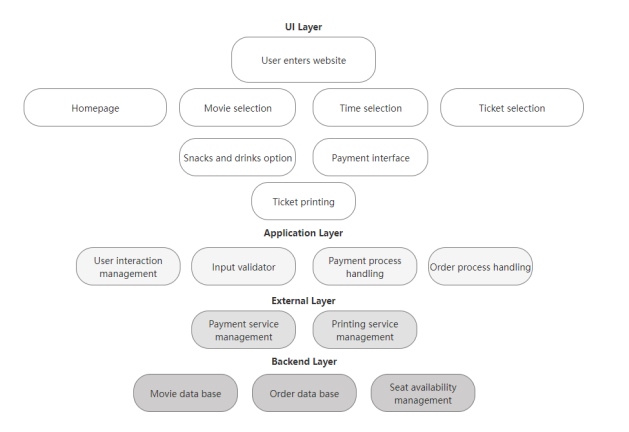 UI Layer
User enters website
Homepage
Movie selection
Time selection
Ticket selection
Snacks and drinks option
Payment interface
Ticket printing
Application Layer
User interaction
management
Input validator
Payment process
handling
Order process handling
External Layer
Payment service
management
Printing service
management
Backend Layer
Movie data base
Order data base
Seat availability
management